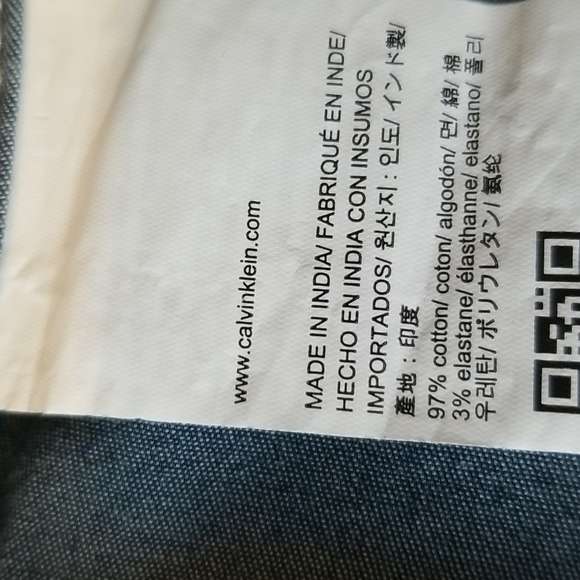 www.calvinklein.com
MADE IN INDIA/ FABRIQUÉ EN INDE/
HECHO EN INDIA CON INSUMOS
IMPORTADOS/ 원산지 : 인도/ インド製/
產地 : 印度
97% cotton/ coton/ algodón/ 면/ 綿/ 棉
3% elastane/ élasthanne/ elastano/ 폴리
우레탄/ ポリウレタン/ 氨纶